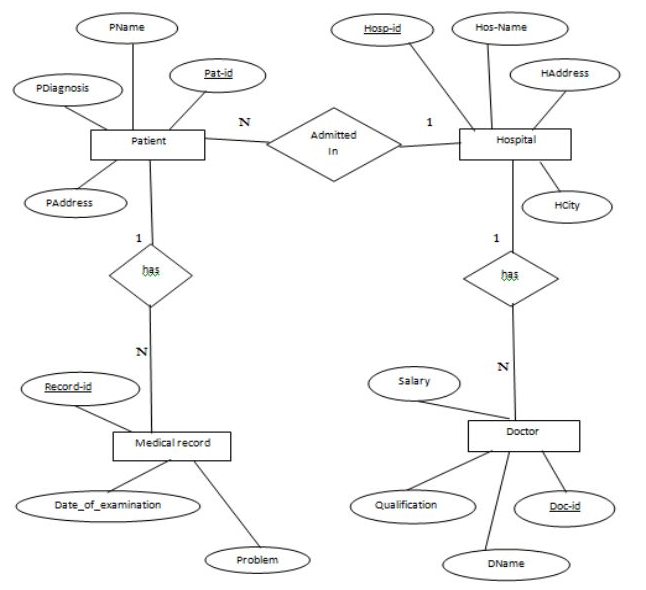 PName
Hosp-id
Hos-Name
PDiagnosis
Pat-id
HAddress
N
Admitted
In
1
Patient
Hospital
PAddress
HCity
1
has
1
has
N
N
Record-id
Salary
Medical record
Doctor
Date_of_examination
Qualification
Doc-id
Problem
DName